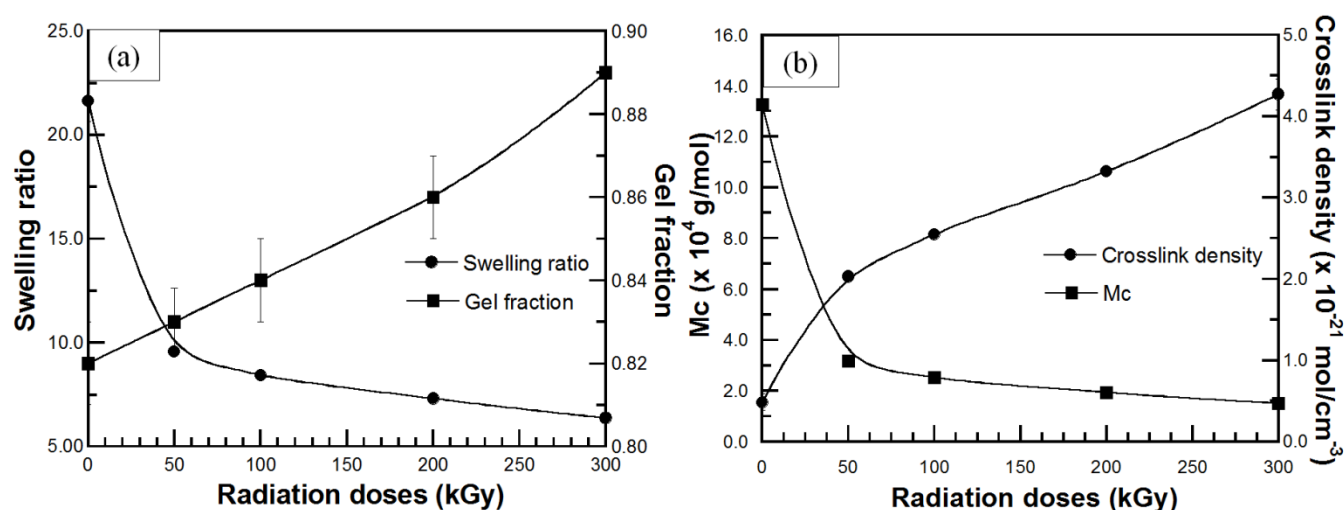 (a)
25.0
20.0
15.0
10.0
5.00
Swelling ratio
0.90
0.88
0.86
0.84
0.82
0.80
Gel fraction
Swelling ratio
Gel fraction
0 50 100 150 200 250 300
Radiation doses (kGy)
(b)
16.0
14.0
12.0
10.0
8.0
6.0
4.0
2.0
0.0
Mc (x 10⁴ g/mol)
5.0
4.0
3.0
2.0
1.0
0.0
Crosslink density (x 10⁻²¹ mol/cm⁻³)
Crosslink density
Mc
0 50 100 150 200 250 300
Radiation doses (kGy)